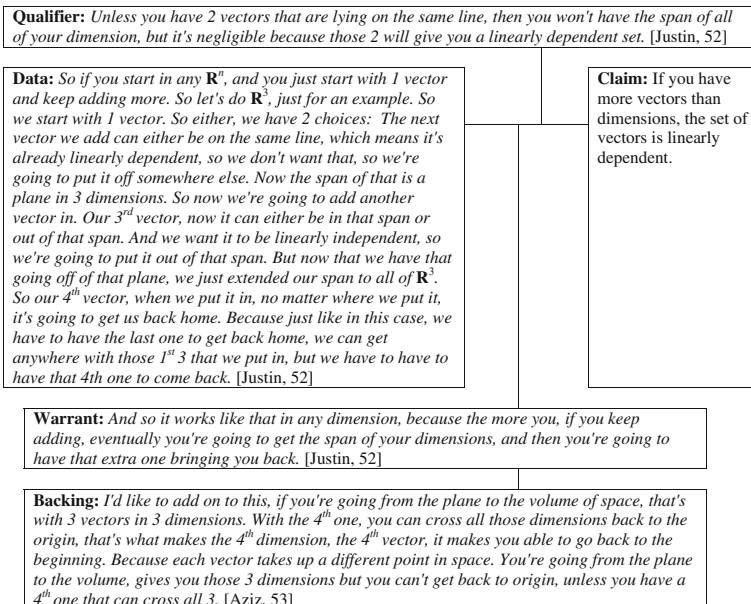 Qualifier: Unless you have 2 vectors that are lying on the same line, then you won't have the span of all
of your dimension, but it's negligible because those 2 will give you a linearly dependent set. [Justin, 52]
Data: So if you start in any Rⁿ, and you just start with 1 vector
and keep adding more. So let's do R³, just for an example. So
we start with 1 vector. So either, we have 2 choices: The next
vector we add can either be on the same line, which means it's
already linearly dependent, so we don't want that, so we're
going to put it off somewhere else. Now the span of that is a
plane in 3 dimensions. So now we're going to add another
vector in. Our 3rd vector, now it can either be in that span or
out of that span. And we want it to be linearly independent, so
we're going to put it out of that span. But now that we have that
going off of that plane, we just extended our span to all of R³.
So our 4th vector, when we put it in, no matter where we put it,
it's going to get us back home. Because just like in this case, we
have to have the last one to get back home, we can get
anywhere with those 1st 3 that we put in, but we have to have to
have that 4th one to come back. [Justin, 52]
Claim: If you have
more vectors than
dimensions, the set of
vectors is linearly
dependent.
Warrant: And so it works like that in any dimension, because the more you, if you keep
adding, eventually you're going to get the span of your dimensions, and then you're going to
have that extra one bringing you back. [Justin, 52]
Backing: I'd like to add on to this, if you're going from the plane to the volume of space, that's
with 3 vectors in 3 dimensions. With the 4th one, you can cross all those dimensions back to the
origin, that's what makes the 4th dimension, the 4th vector, it makes you able to go back to the
beginning. Because each vector takes up a different point in space. You're going from the plane
to the volume, gives you those 3 dimensions but you can't get back to origin, unless you have a
4th one that can cross all 3. [Aziz, 53]